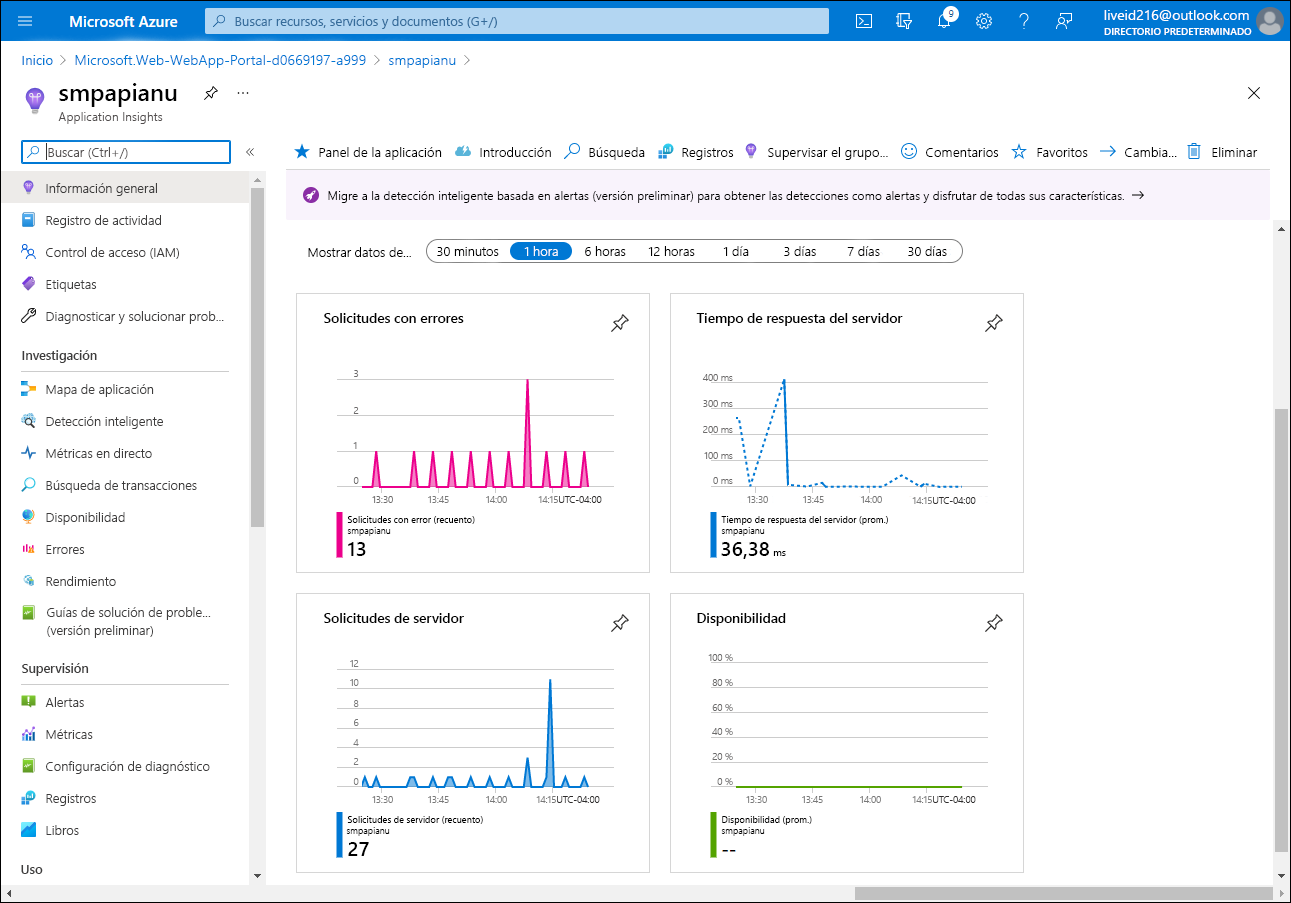 Microsoft Azure
Buscar recursos, servicios y documentos (G+/)
9
liveid216@outlook.com
DIRECTORIO PREDETERMINADO
Inicio > Microsoft.Web-WebApp-Portal-d0669197-a999 > smpapianu >
smpapianu
...
Application Insights
Buscar (Ctrl+/)
«
Panel de la aplicación
Introducción
Búsqueda
Registros
Supervisar el grupo...
Comentarios
Favoritos
Cambia...
Eliminar
Información general
Registro de actividad
Control de acceso (IAM)
Etiquetas
Diagnosticar y solucionar prob...
Investigación
Mapa de aplicación
Detección inteligente
Métricas en directo
Búsqueda de transacciones
Disponibilidad
Errores
Rendimiento
Guías de solución de proble...
(versión preliminar)
Supervisión
Alertas
Métricas
Configuración de diagnóstico
Registros
Libros
Uso
Migre a la detección inteligente basada en alertas (versión preliminar) para obtener las detecciones como alertas y disfrutar de todas sus características. →
Mostrar datos de...
30 minutos
1 hora
6 horas
12 horas
1 día
3 días
7 días
30 días
Solicitudes con errores
3
2
1
0
13:30
13:45
14:00
14:15UTC-04:00
Solicitudes con error (recuento)
smpapianu
13
Tiempo de respuesta del servidor
400 ms
300 ms
200 ms
100 ms
0 ms
13:30
13:45
14:00
14:15UTC-04:00
Tiempo de respuesta del servidor (prom.)
smpapianu
36,38 ms
Solicitudes de servidor
12
10
8
6
4
2
0
13:30
13:45
14:00
14:15UTC-04:00
Solicitudes de servidor (recuento)
smpapianu
27
Disponibilidad
100 %
80 %
60 %
40 %
20 %
0 %
13:30
13:45
14:00
14:15UTC-04:00
Disponibilidad (prom.)
smpapianu
--